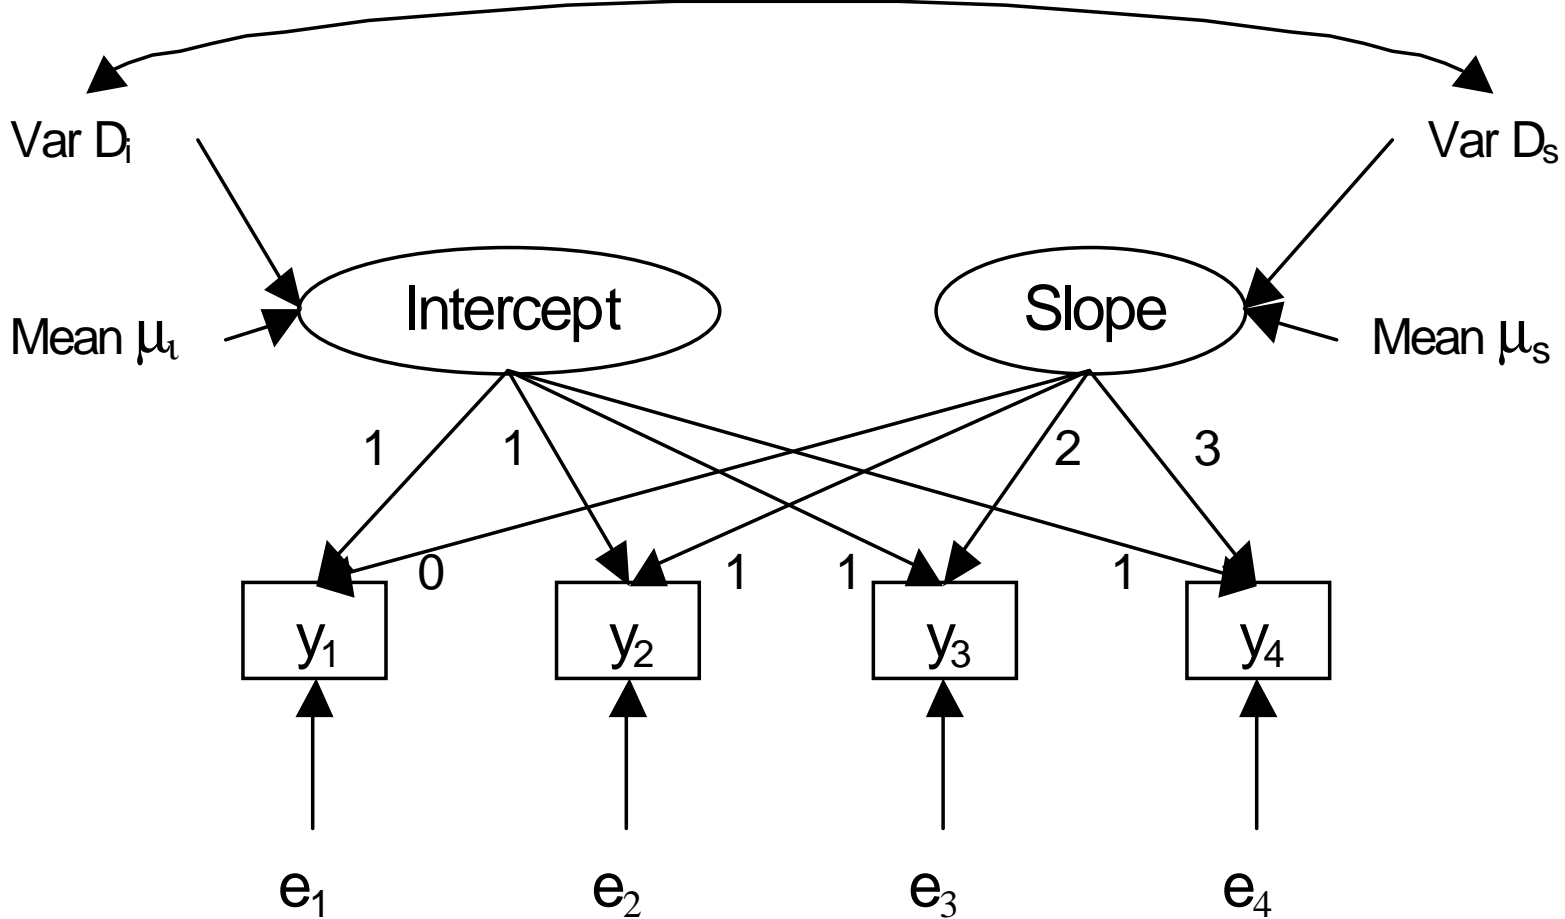 Var Dᵢ Var Dₛ
Intercept Slope
Mean μι Mean μₛ
1 1 2 3
0 1 1 1
y₁ y₂ y₃ y₄
e₁ e₂ e₃ e₄